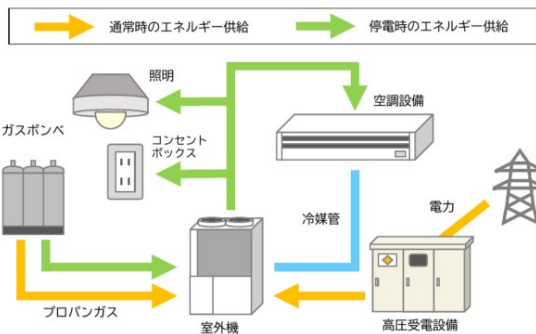 通常時のエネルギー供給
停電時のエネルギー供給
照明
空調設備
ガスボンベ
コンセント
ボックス
冷媒管
電力
プロパンガス
室外機
高圧受電設備